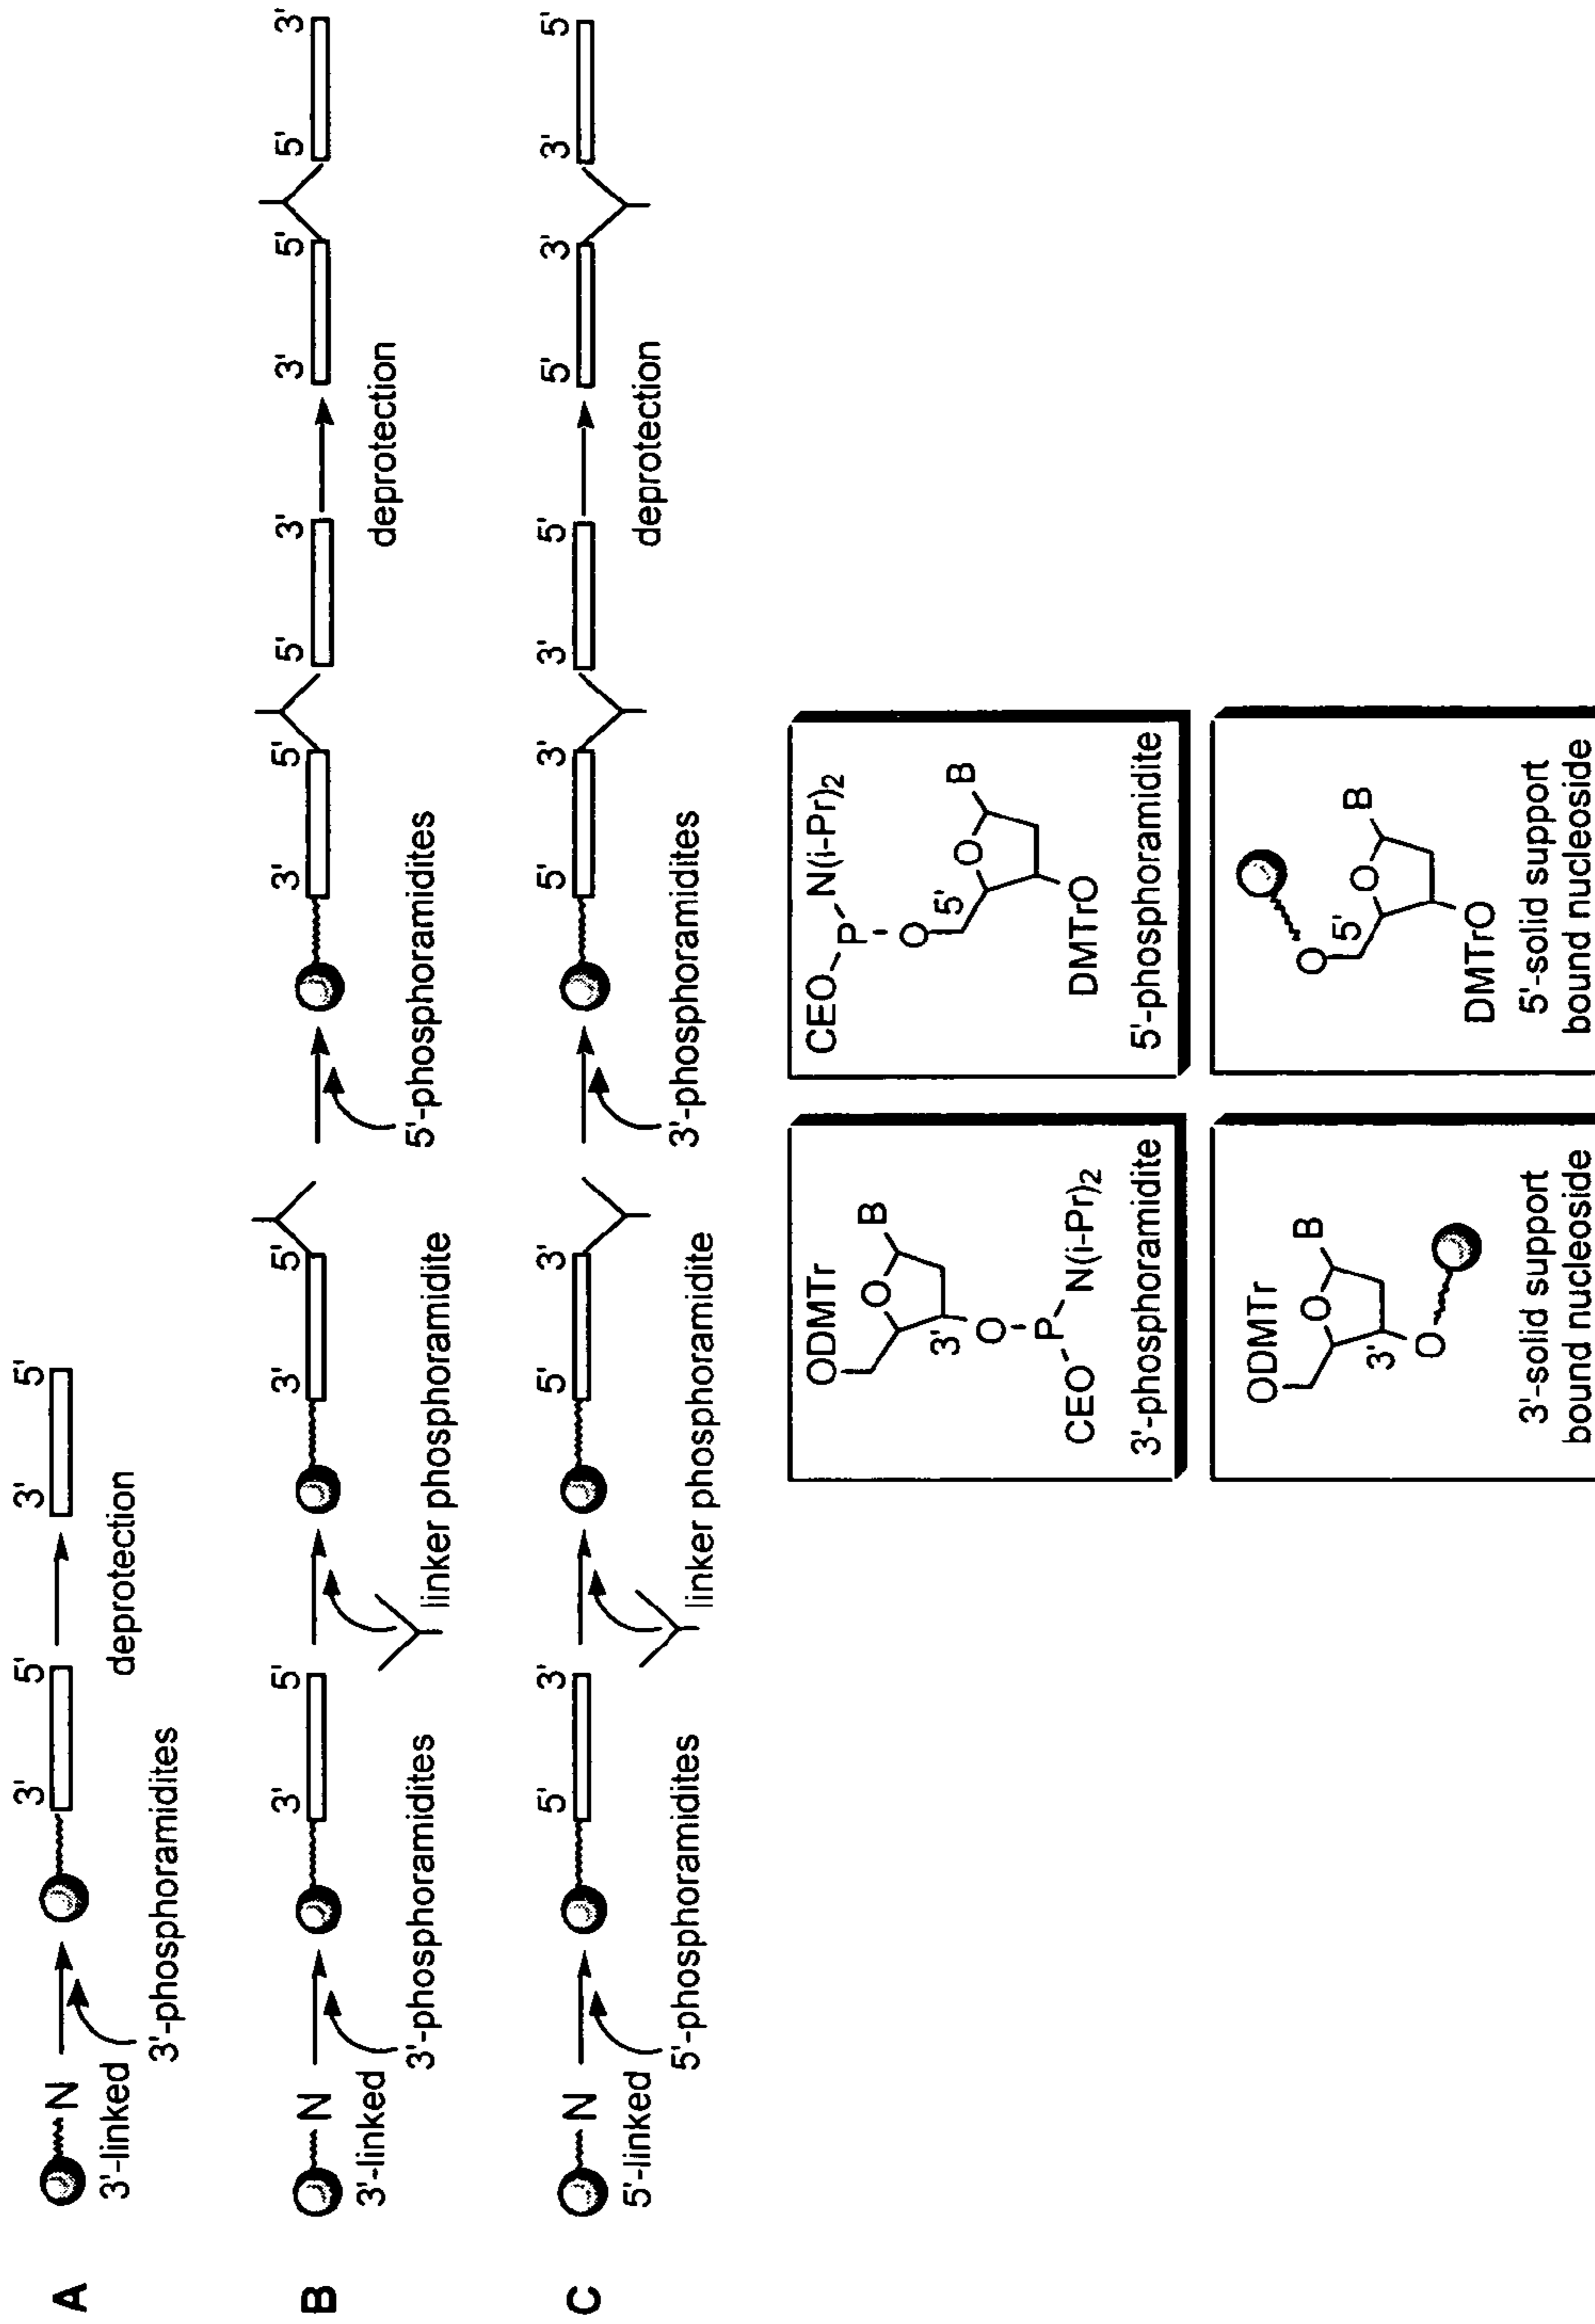 A
N
3'-linked
3'-phosphoramidites
3' 5'
deprotection
3' 5'
B
N
3'-linked
3'-phosphoramidites
3' 5'
linker phosphoramidite
3' 5'
5'-phosphoramidites
3' 5' 5' 3'
deprotection
3' 5' 5' 3'
C
N
5'-linked
5'-phosphoramidites
5' 3'
linker phosphoramidite
5' 3'
3'-phosphoramidites
5' 3' 3' 5'
deprotection
5' 3' 3' 5'
ODMTr
O B
3'
O
P
CEO N(i-Pr)2
3'-phosphoramidite
CEO P N(i-Pr)2
O
5' O B
DMTrO
5'-phosphoramidite
ODMTr
O B
3'
O
3'-solid support
bound nucleoside
O
5' O B
DMTrO
5'-solid support
bound nucleoside